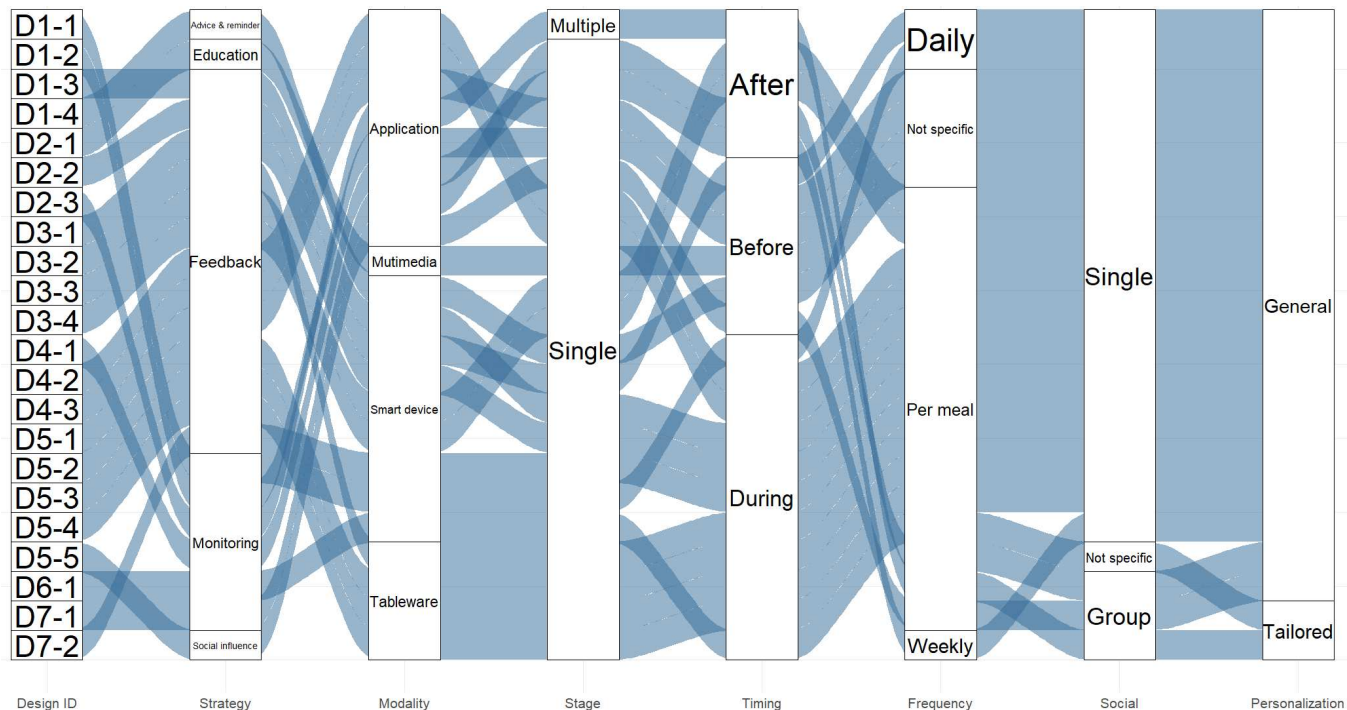 D1-1
D1-2
D1-3
D1-4
D2-1
D2-2
D2-3
D3-1
D3-2
D3-3
D3-4
D4-1
D4-2
D4-3
D5-1
D5-2
D5-3
D5-4
D5-5
D6-1
D7-1
D7-2
Design ID
Advice & reminder
Education
Feedback
Monitoring
Social influence
Strategy
Application
Mutimedia
Smart device
Tableware
Modality
Multiple
Single
Stage
After
Before
During
Timing
Daily
Not specific
Per meal
Weekly
Frequency
Single
Not specific
Group
Social
General
Tailored
Personalization